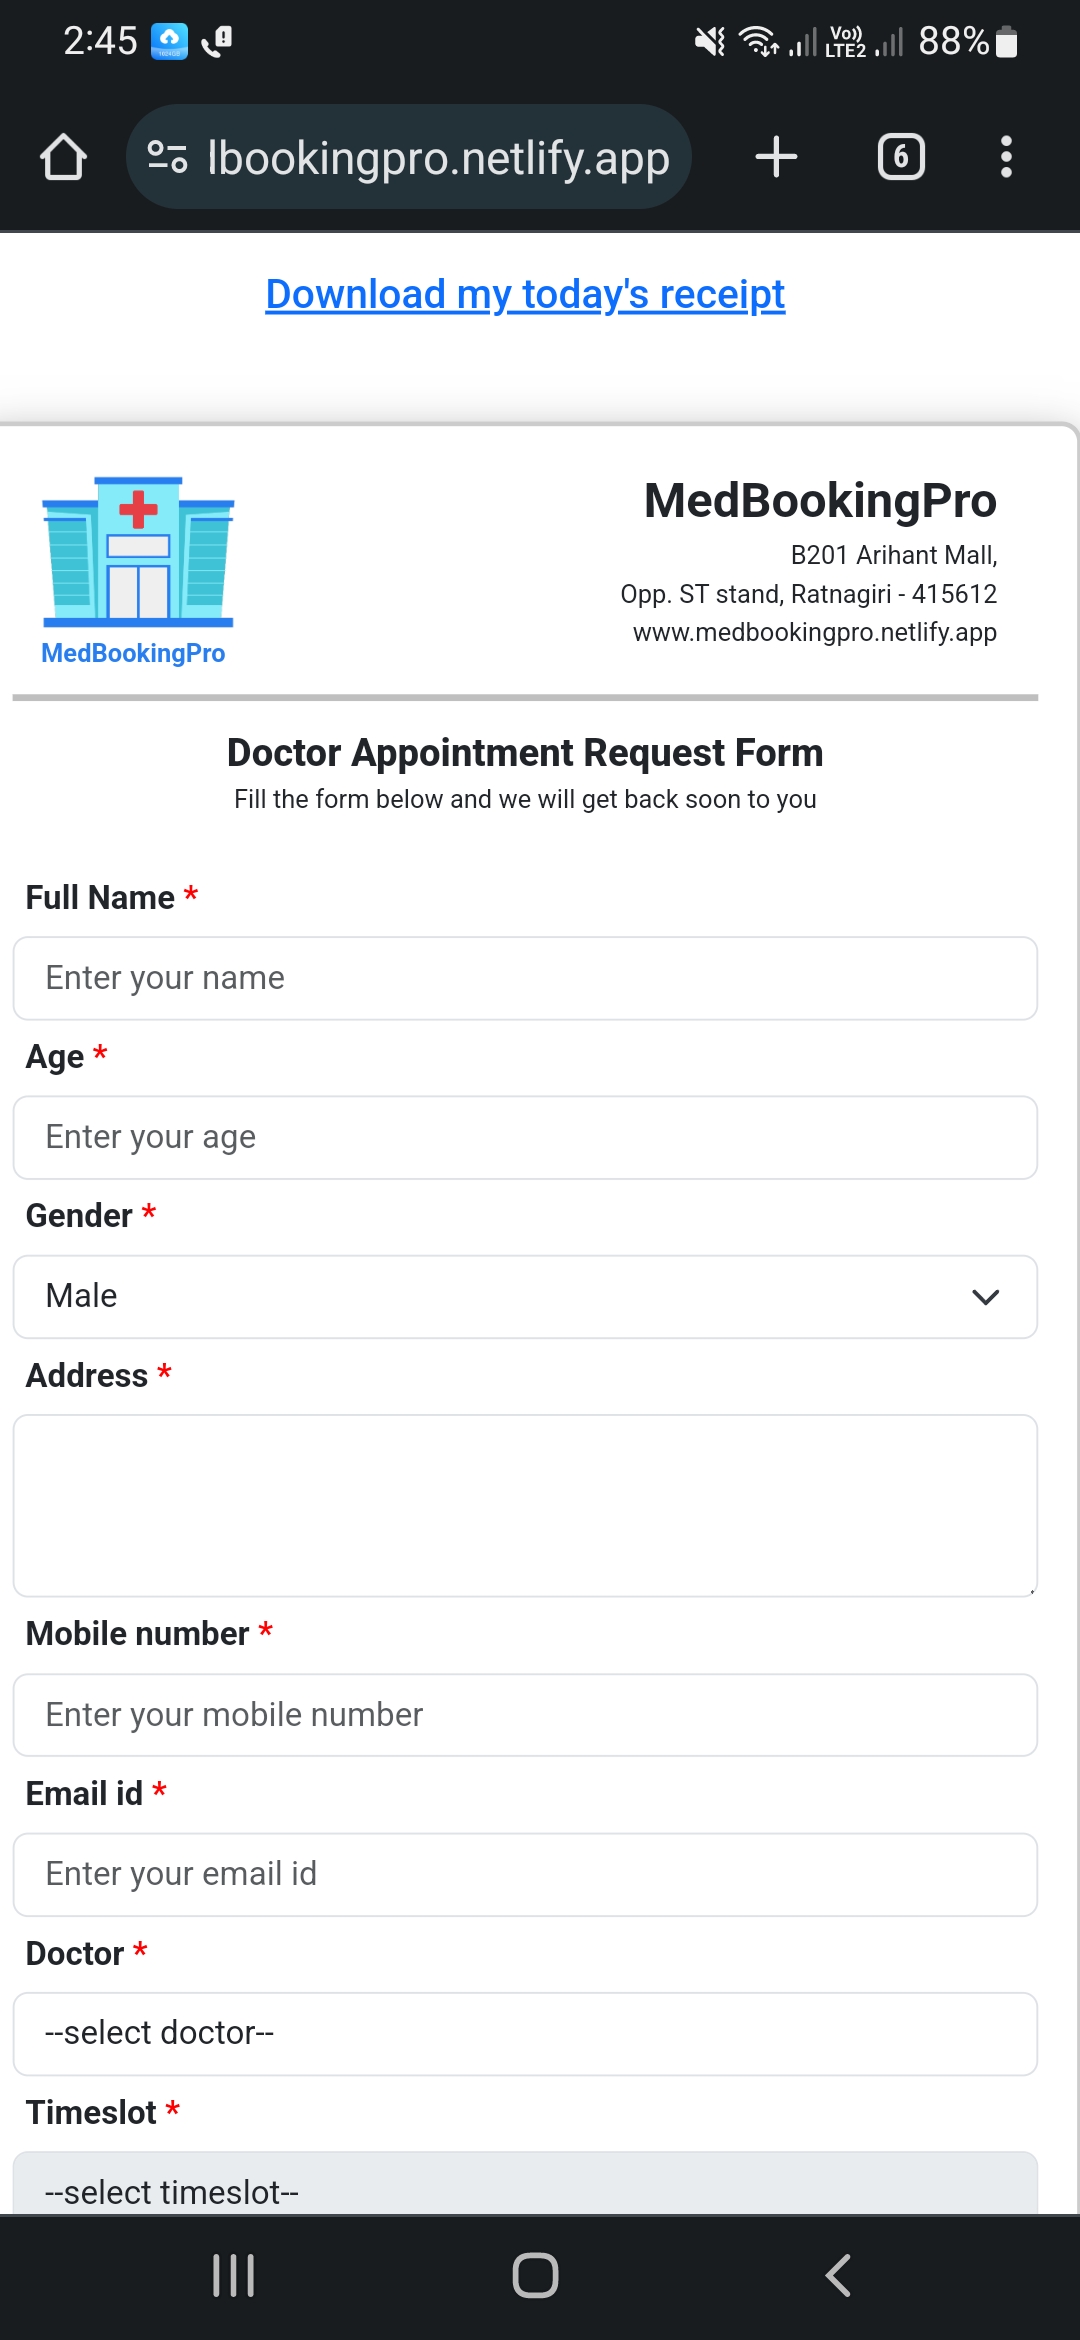 2:45
Vo))
LTE2
88%
lbookingpro.netlify.app
6
Download my today's receipt
MedBookingPro
MedBookingPro
B201 Arihant Mall,
Opp. ST stand, Ratnagiri - 415612
www.medbookingpro.netlify.app
Doctor Appointment Request Form
Fill the form below and we will get back soon to you
Full Name *
Enter your name
Age *
Enter your age
Gender *
Male
Address *
Mobile number *
Enter your mobile number
Email id *
Enter your email id
Doctor *
--select doctor--
Timeslot *
--select timeslot--